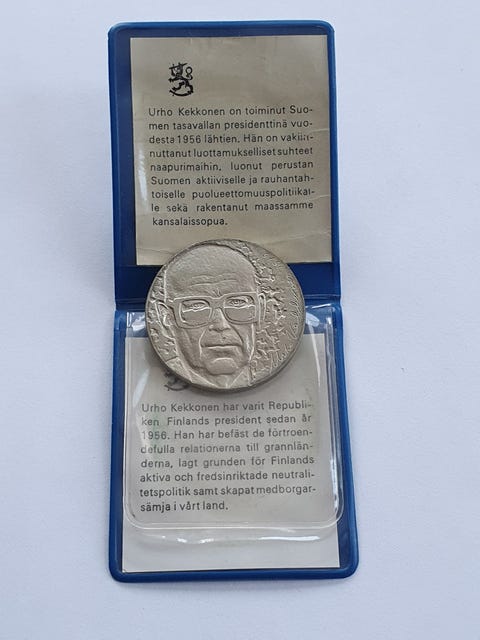 Urho Kekkonen on toiminut Suo-
men tasavallan presidenttinä vuo-
desta 1956 lähtien. Hän on vakiin-
nuttanut luottamukselliset suhteet
naapurimaihin, luonut perustan
Suomen aktiiviselle ja rauhantah-
toiselle puolueettomuuspolitiikal-
le sekä rakentanut maassamme
kansalaissopua.
Urho Kekkonen har varit Republi-
ken Finlands president sedan år
1956. Han har befäst de förtroen-
defulla relationerna till grannlän-
derna, lagt grunden för Finlands
aktiva och fredsinriktade neutrali-
tetspolitik samt skapat medborgar-
sämja i vårt land.